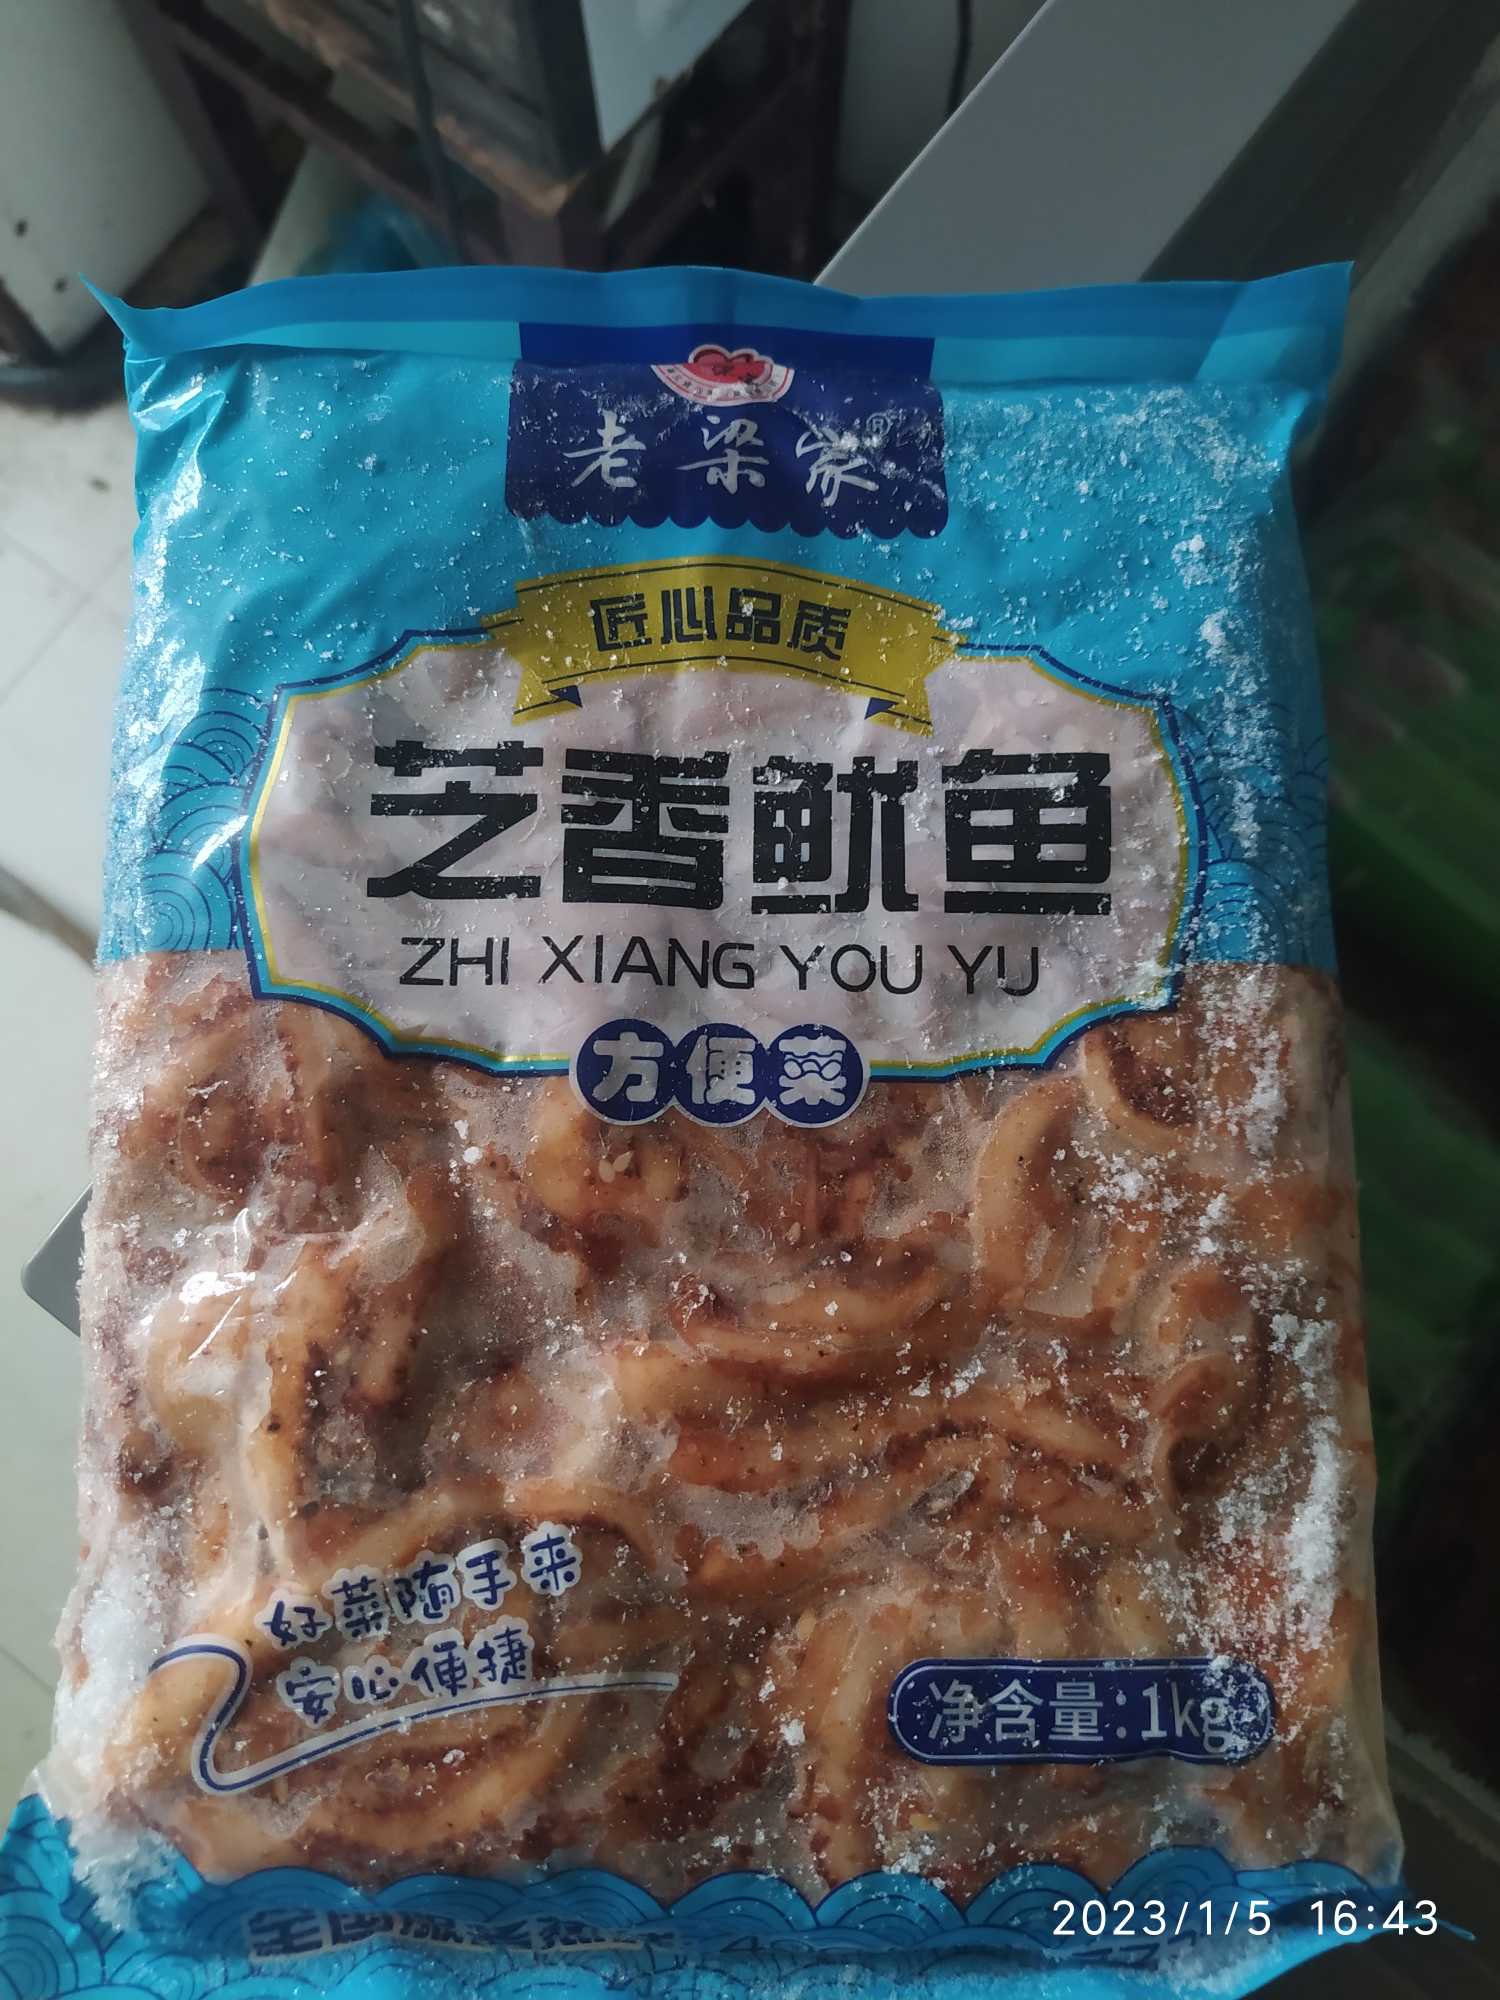 老梁家®
匠心品质
芝香鱿鱼
ZHI XIANG YOU YU
方便菜
好菜随手来
安心便捷
净含量:1kg
2023/1/5 16:43